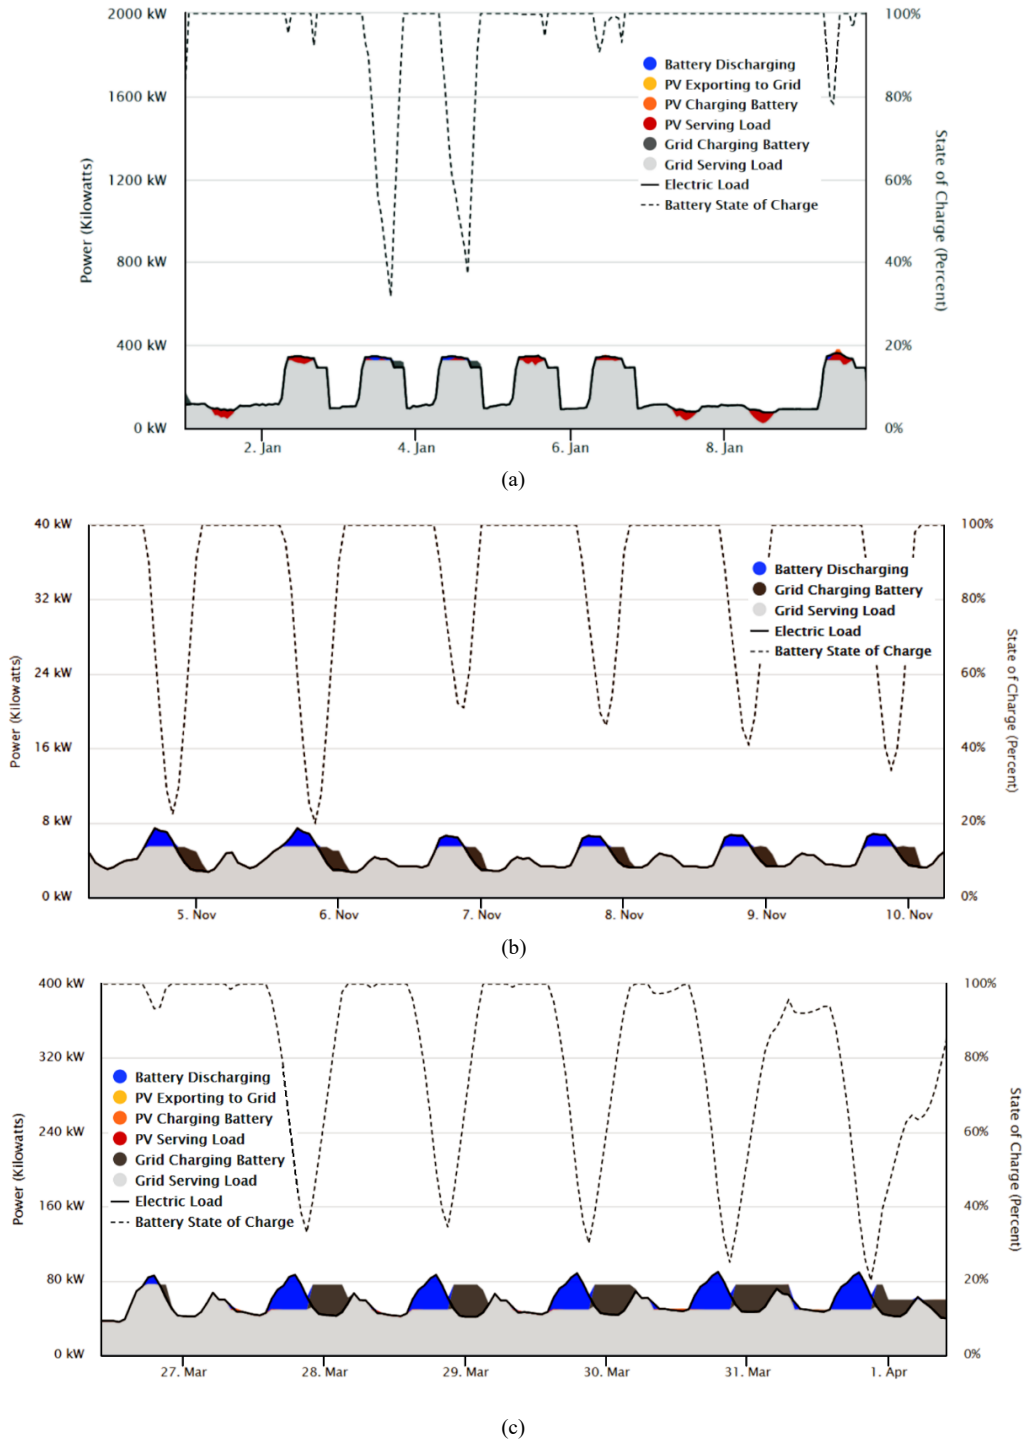 2000 kW
1600 kW
1200 kW
800 kW
400 kW
0 kW
Power (Kilowatts)
100%
80%
60%
40%
20%
0%
State of Charge (Percent)
Battery Discharging
PV Exporting to Grid
PV Charging Battery
PV Serving Load
Grid Charging Battery
Grid Serving Load
Electric Load
Battery State of Charge
2. Jan
4. Jan
6. Jan
8. Jan
(a)
40 kW
32 kW
24 kW
16 kW
8 kW
0 kW
Power (Kilowatts)
100%
80%
60%
40%
20%
0%
State of Charge (Percent)
Battery Discharging
Grid Charging Battery
Grid Serving Load
Electric Load
Battery State of Charge
5. Nov
6. Nov
7. Nov
8. Nov
9. Nov
10. Nov
(b)
400 kW
320 kW
240 kW
160 kW
80 kW
0 kW
Power (Kilowatts)
100%
80%
60%
40%
20%
0%
State of Charge (Percent)
Battery Discharging
PV Exporting to Grid
PV Charging Battery
PV Serving Load
Grid Charging Battery
Grid Serving Load
Electric Load
Battery State of Charge
27. Mar
28. Mar
29. Mar
30. Mar
31. Mar
1. Apr
(c)